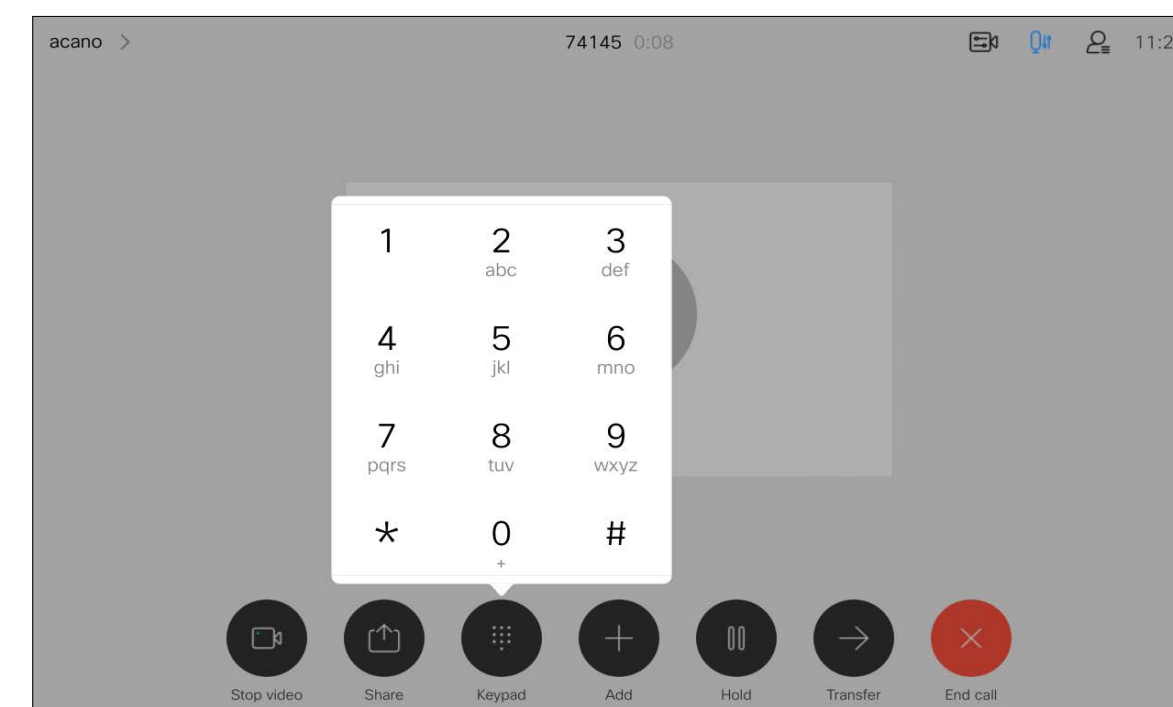 acano > 74145 0:08 11:2
1 2 3
abc def
4 5 6
ghi jkl mno
7 8 9
pqrs tuv wxyz
* 0 #
+
Stop video Share Keypad Add Hold Transfer End call